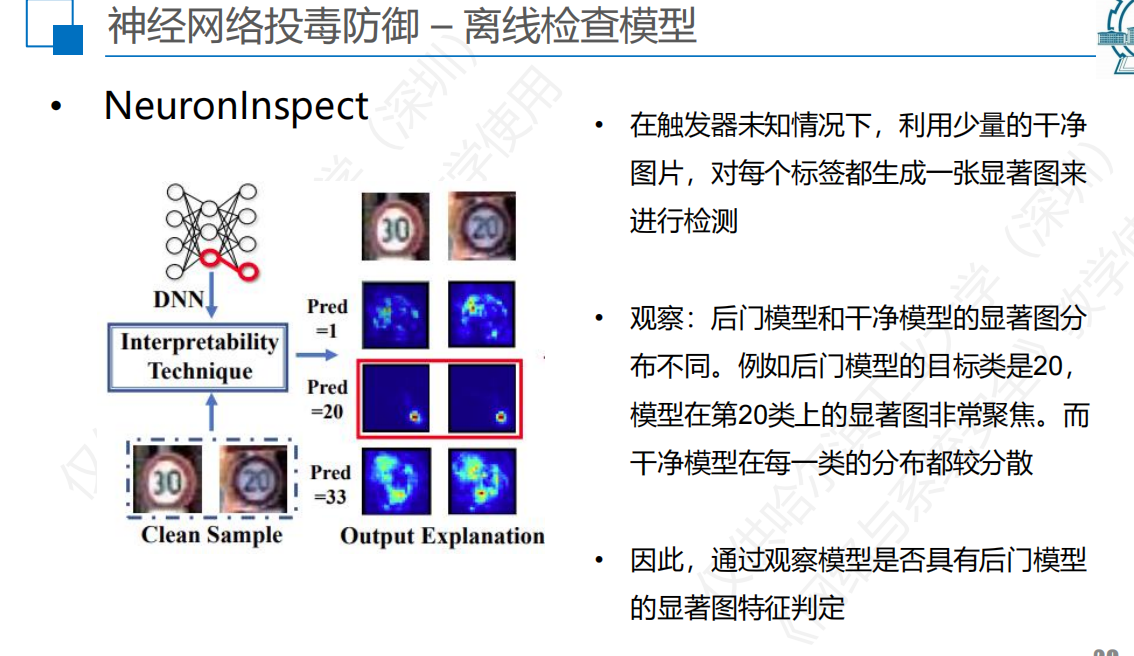 神经网络投毒防御 – 离线检查模型
• NeuronInspect
DNN
Interpretability
Technique
Clean Sample
30
20
Pred
=1
Pred
=20
Pred
=33
30
20
Output Explanation
• 在触发器未知情况下，利用少量的干净
图片，对每个标签都生成一张显著图来
进行检测
• 观察：后门模型和干净模型的显著图分
布不同。例如后门模型的目标类是20，
模型在第20类上的显著图非常聚焦。而
干净模型在每一类的分布都较分散
• 因此，通过观察模型是否具有后门模型
的显著图特征判定